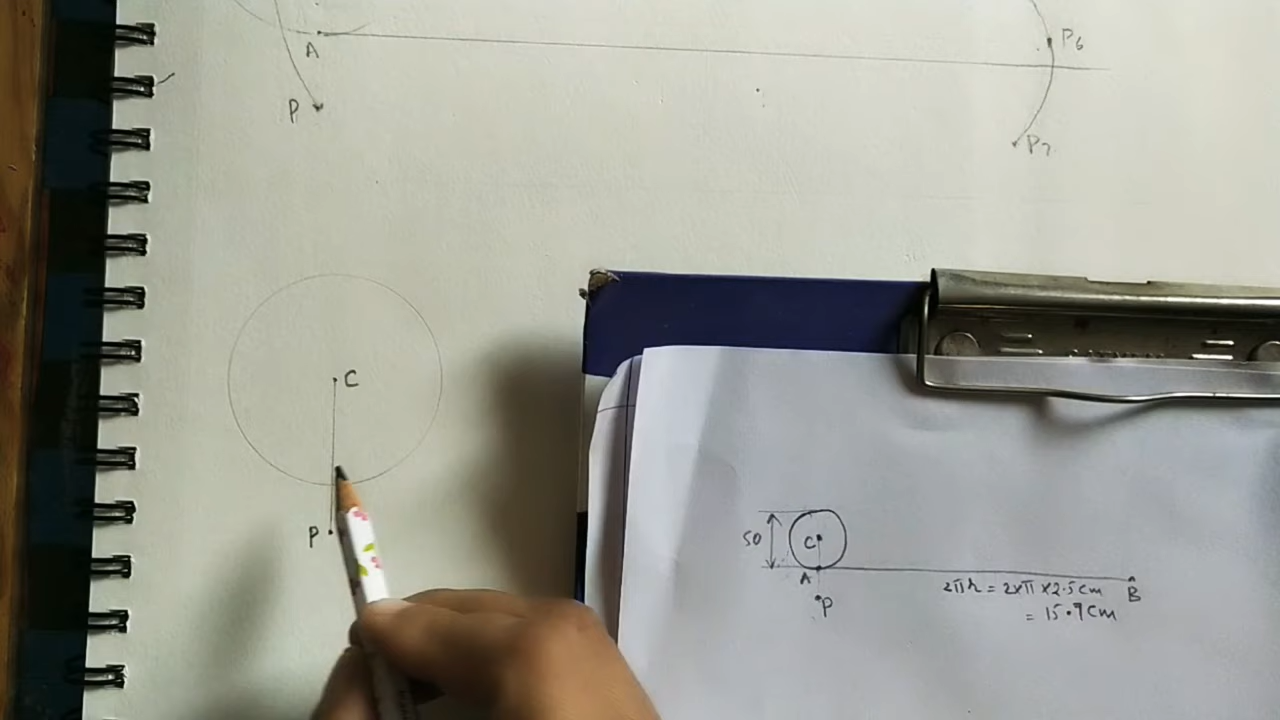 A
P
P6
P7
C
P
50
C
A
P
2πr = 2×π×2.5cm
= 15.7cm
B